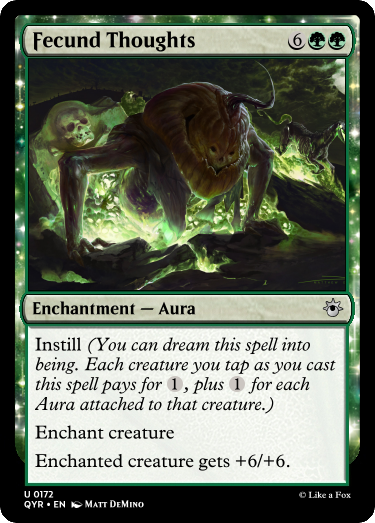 Fecund Thoughts 6
Enchantment — Aura
Instill (You can dream this spell into
being. Each creature you tap as you cast
this spell pays for 1, plus 1 for each
Aura attached to that creature.)
Enchant creature
Enchanted creature gets +6/+6.
U 0172
QYR • EN Matt DeMino
© Like a Fox